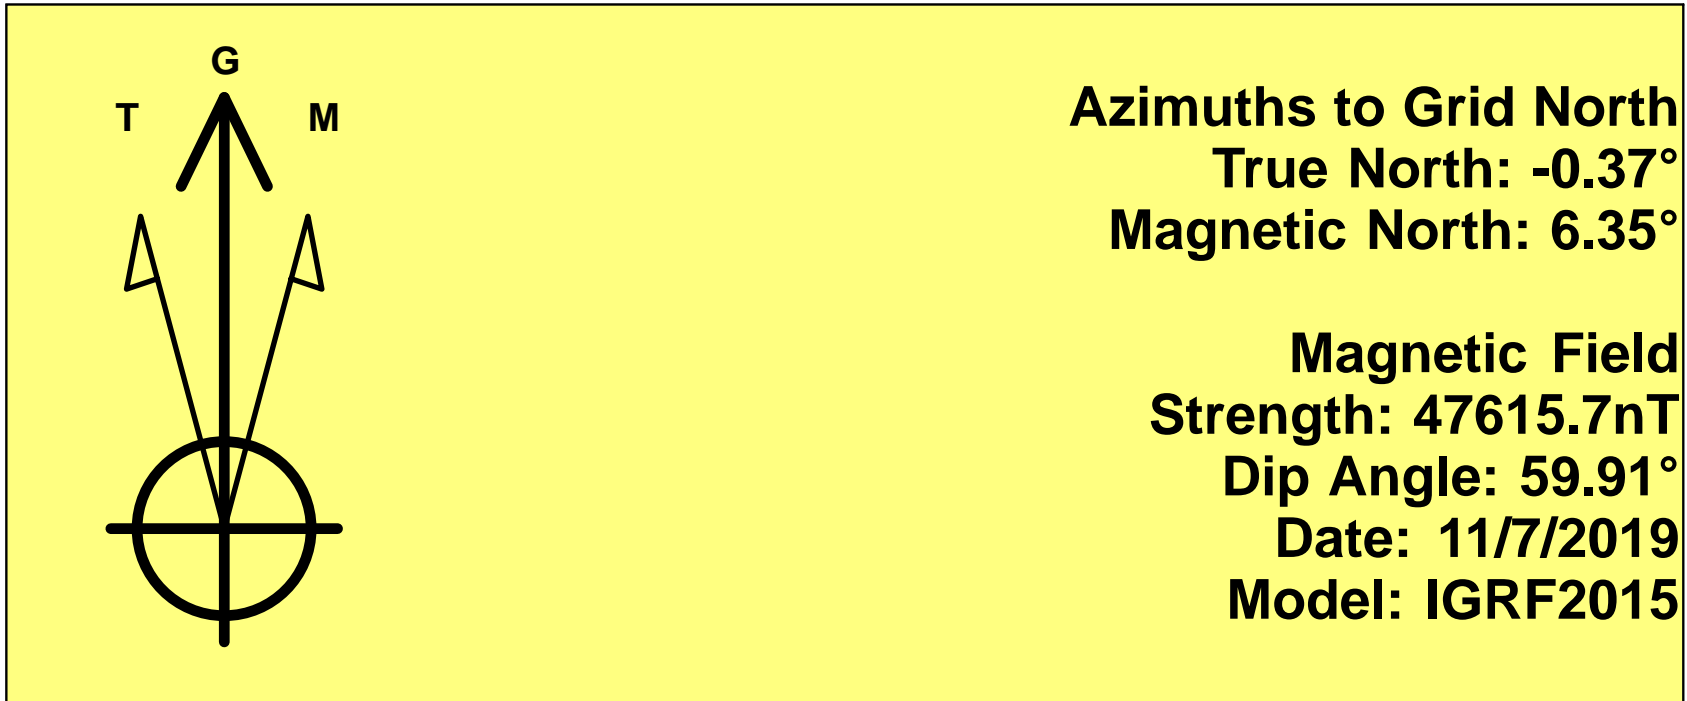 G
T M
Azimuths to Grid North
True North: -0.37°
Magnetic North: 6.35°
Magnetic Field
Strength: 47615.7nT
Dip Angle: 59.91°
Date: 11/7/2019
Model: IGRF2015